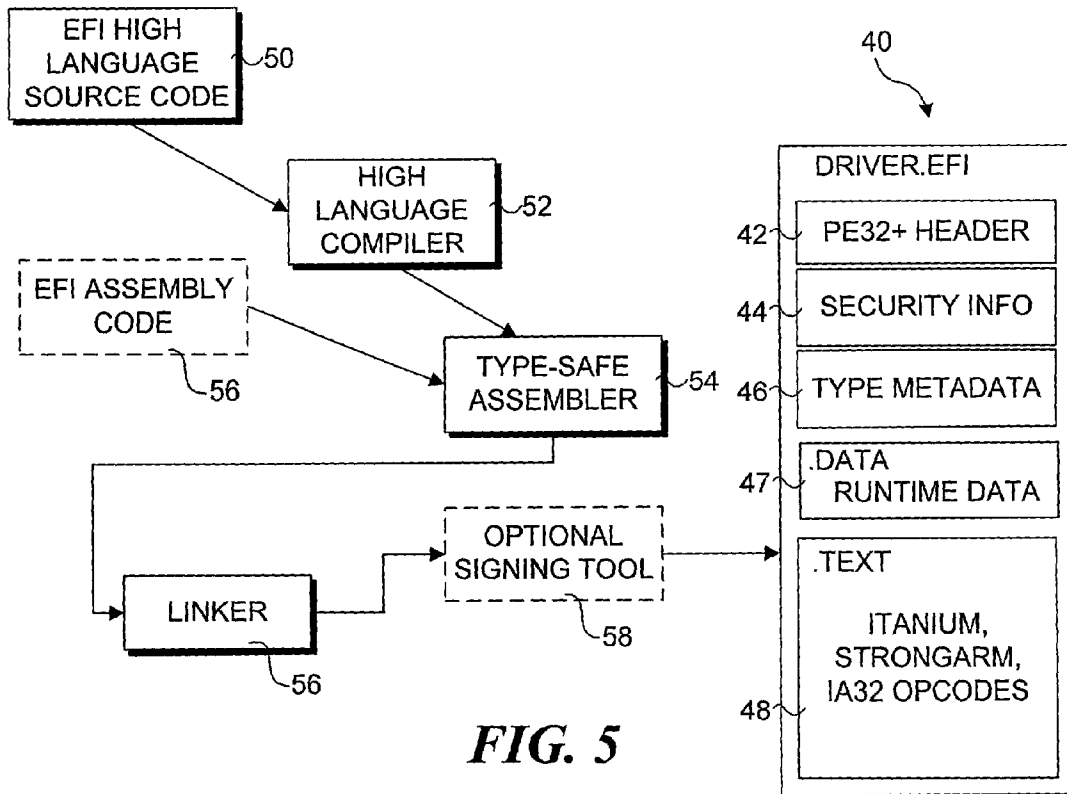 EFI HIGH
LANGUAGE
SOURCE CODE
50
HIGH
LANGUAGE
COMPILER
52
EFI ASSEMBLY
CODE
56
TYPE-SAFE
ASSEMBLER
54
LINKER
56
OPTIONAL
SIGNING TOOL
58
40
DRIVER.EFI
42
PE32+ HEADER
44
SECURITY INFO
46
TYPE METADATA
47
.DATA
RUNTIME DATA
48
.TEXT
ITANIUM,
STRONGARM,
IA32 OPCODES
FIG. 5